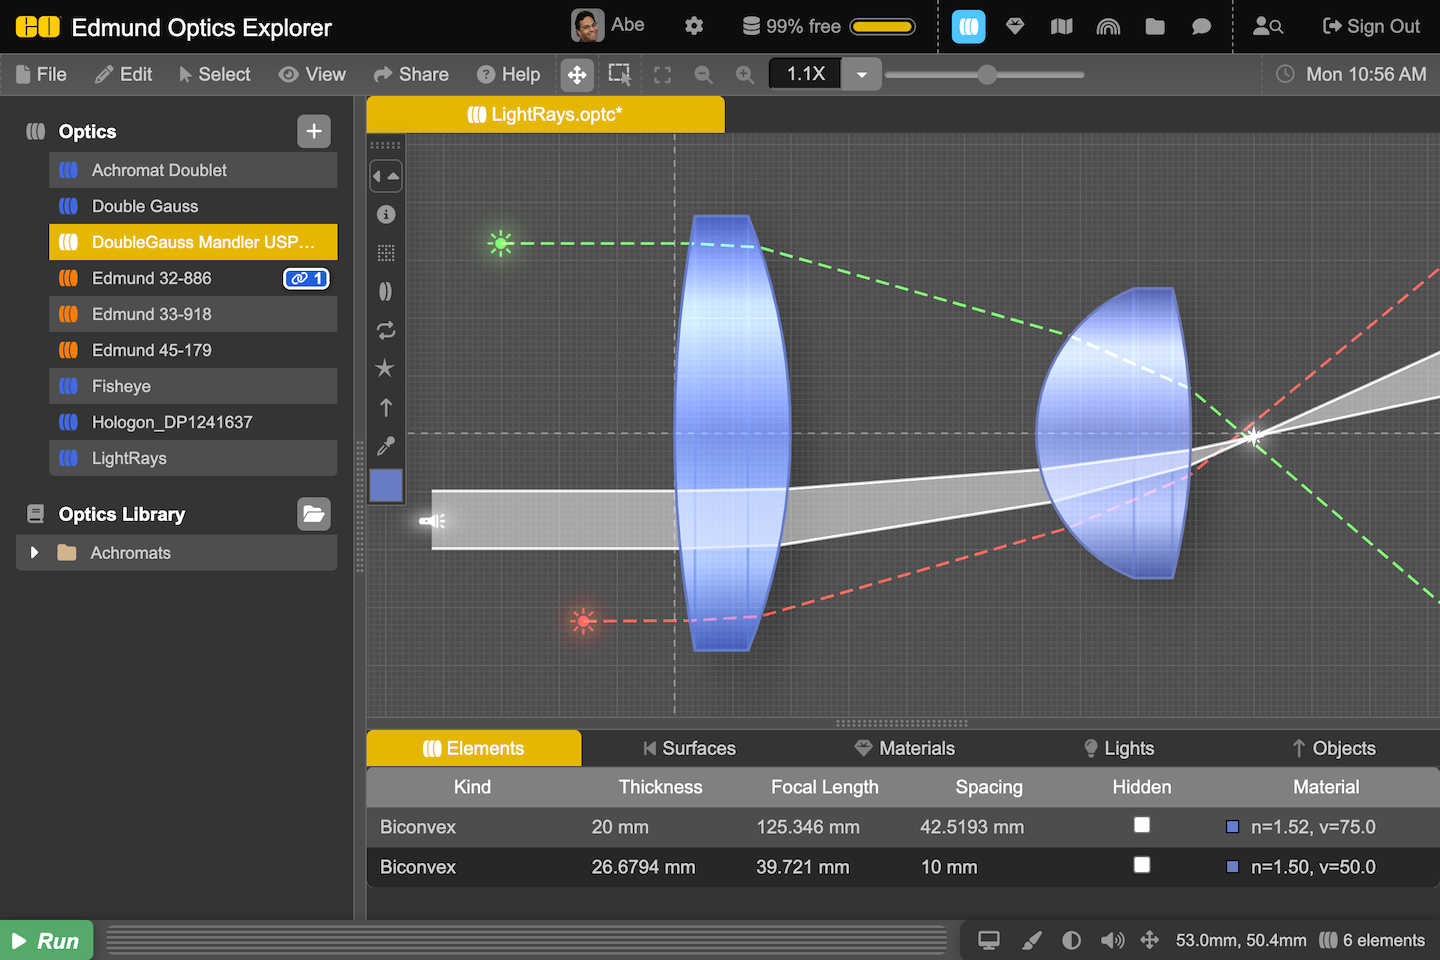 Edmund Optics Explorer
Abe
99% free
Sign Out
File
Edit
Select
View
Share
Help
1.1X
Mon 10:56 AM
Optics
Achromat Doublet
Double Gauss
DoubleGauss Mandler USP...
Edmund 32-886
1
Edmund 33-918
Edmund 45-179
Fisheye
Hologon_DP1241637
LightRays
Optics Library
Achromats
LightRays.optc*
Elements
Surfaces
Materials
Lights
Objects
Kind Thickness Focal Length Spacing Hidden Material
Biconvex 20 mm 125.346 mm 42.5193 mm n=1.52, v=75.0
Biconvex 26.6794 mm 39.721 mm 10 mm n=1.50, v=50.0
Run
53.0mm, 50.4mm
6 elements